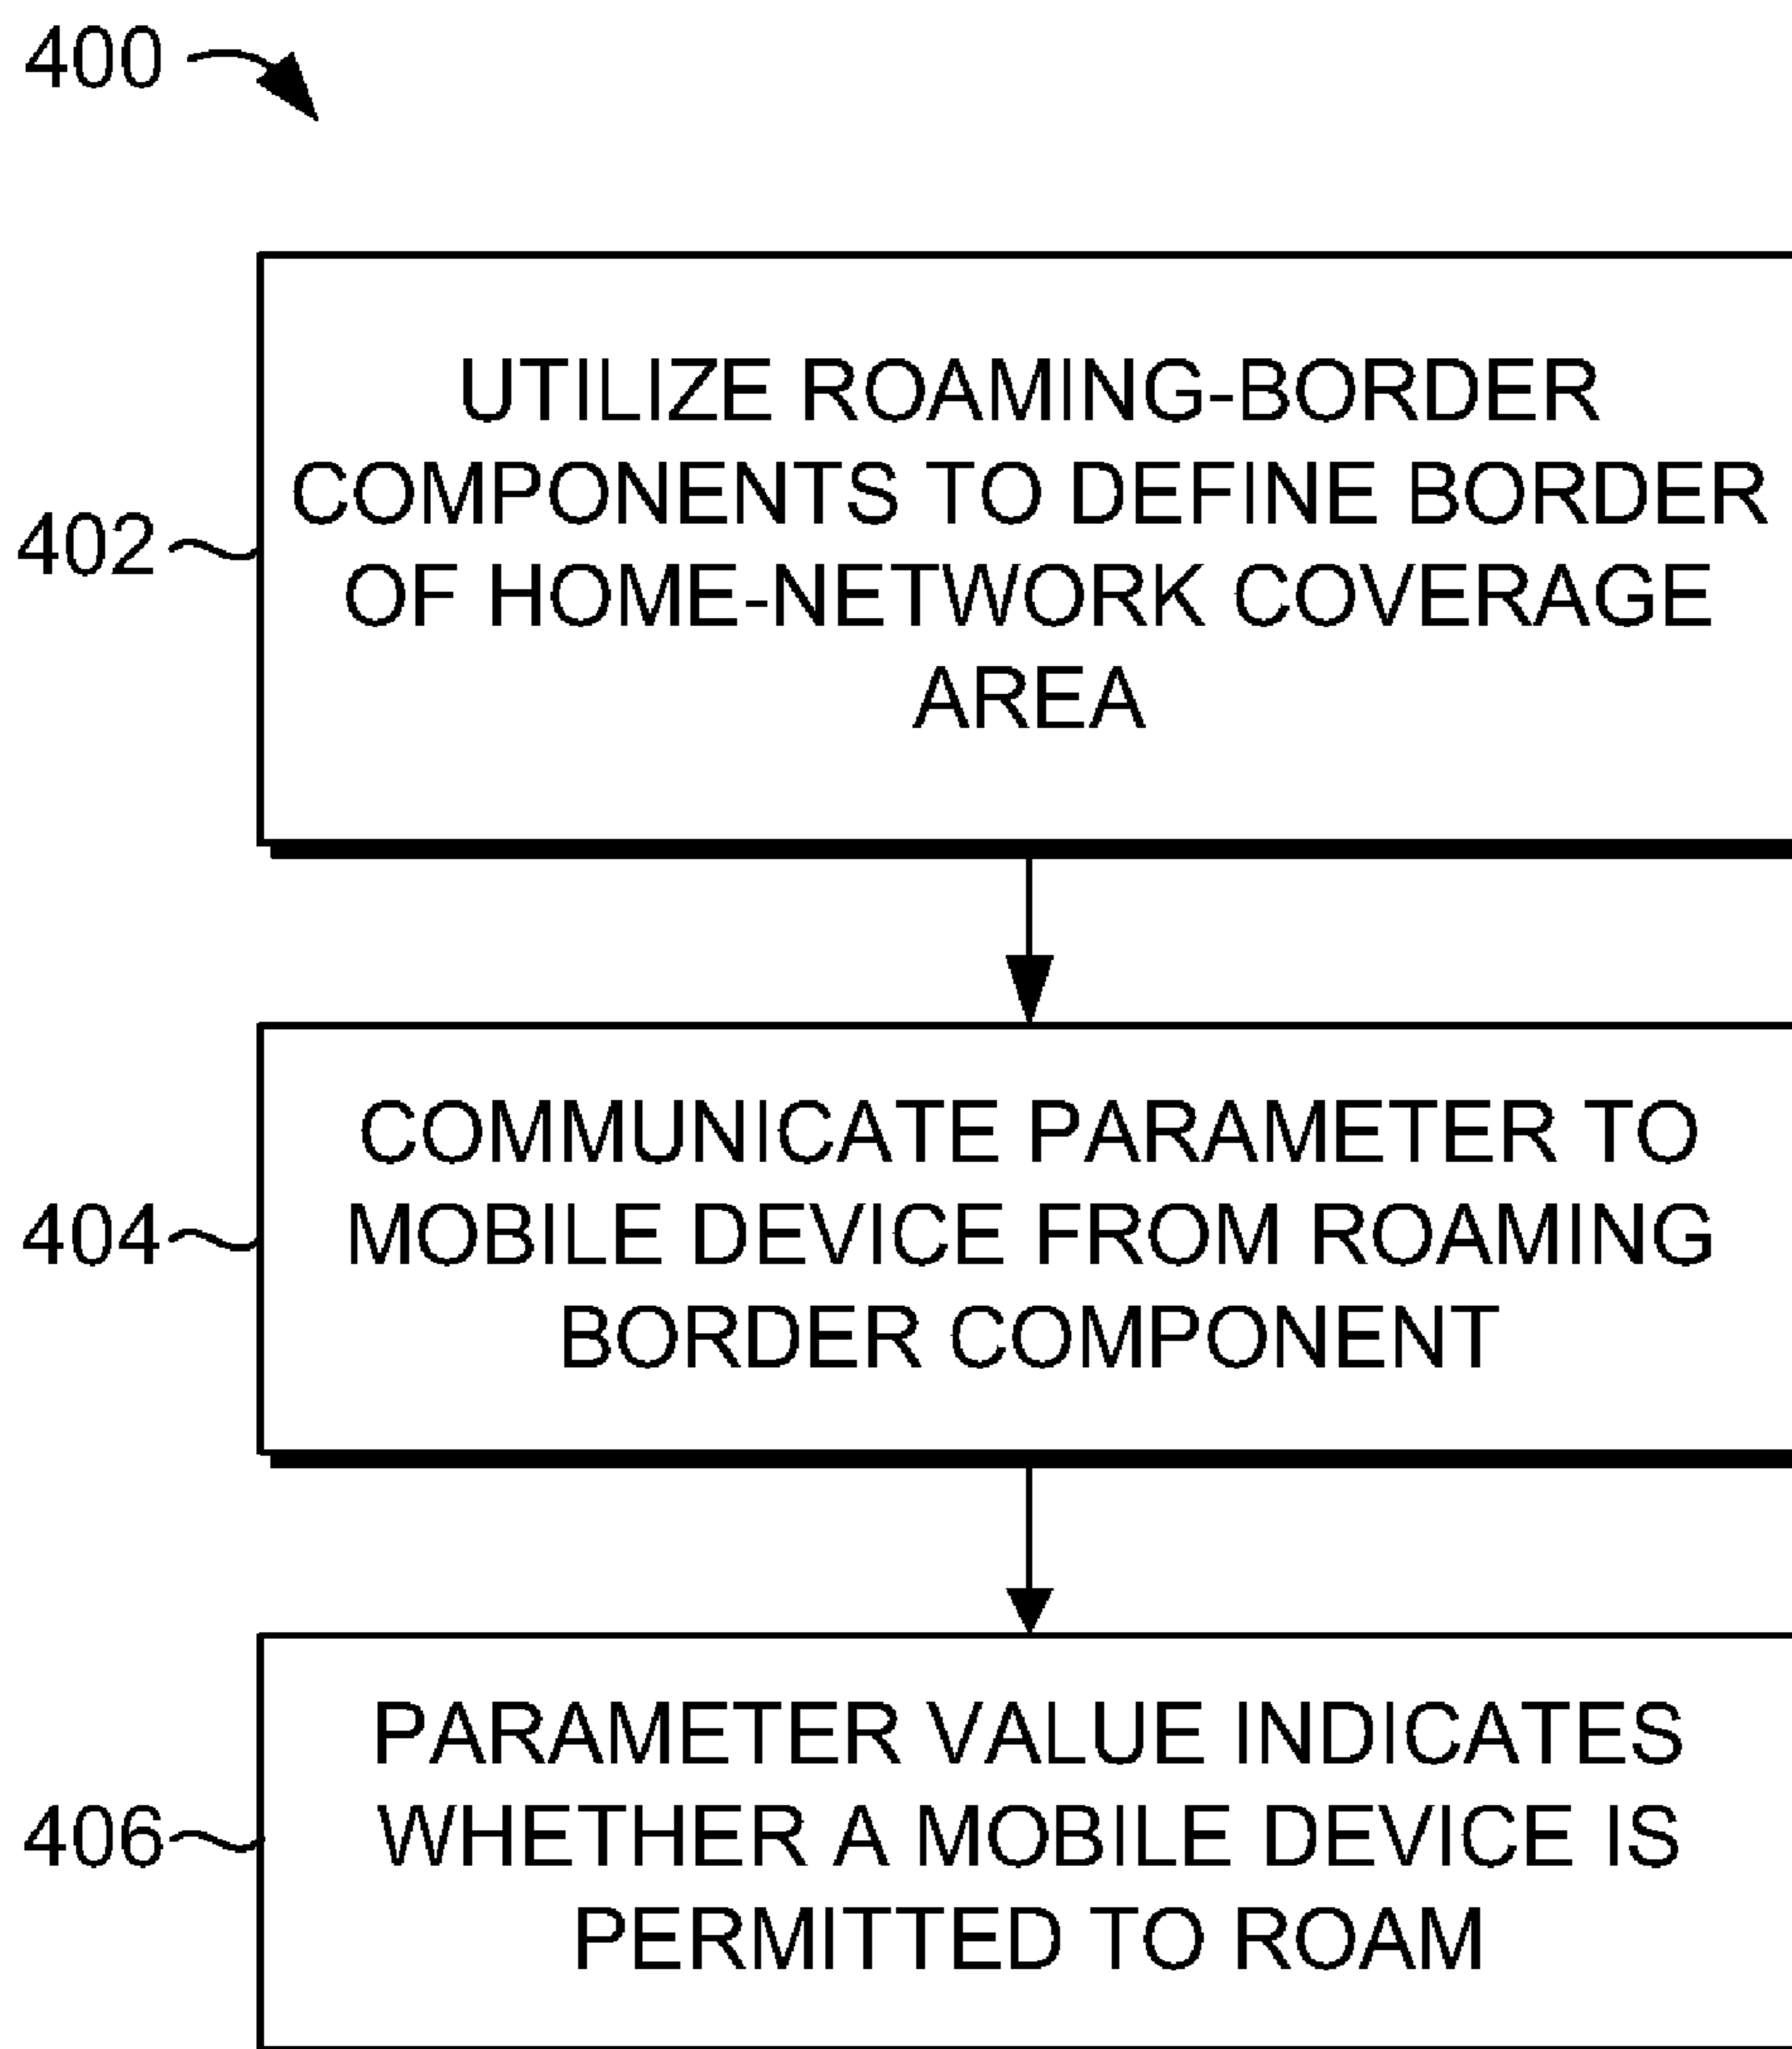 400
UTILIZE ROAMING-BORDER
COMPONENTS TO DEFINE BORDER
OF HOME-NETWORK COVERAGE
AREA
402
COMMUNICATE PARAMETER TO
MOBILE DEVICE FROM ROAMING
BORDER COMPONENT
404
PARAMETER VALUE INDICATES
WHETHER A MOBILE DEVICE IS
PERMITTED TO ROAM
406